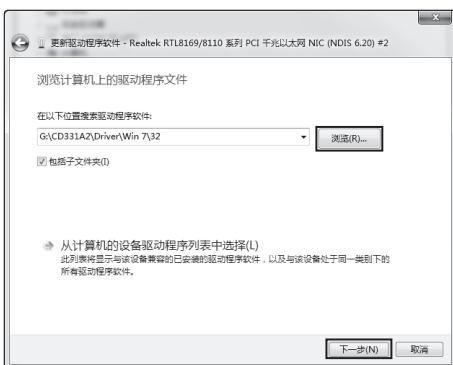 更新驱动程序软件 - Realtek RTL8169/8110 系列 PCI 千兆以太网 NIC (NDIS 6.20) #2
浏览计算机上的驱动程序文件
在以下位置搜索驱动程序软件:
G:\CD331A2\Driver\Win 7\32
浏览(R)...
包括子文件夹(I)
从计算机的设备驱动程序列表中选择(L)
此列表将显示与该设备兼容的已安装的驱动程序软件，以及与该设备处于同一类别下的
所有驱动程序软件。
下一步(N)
取消